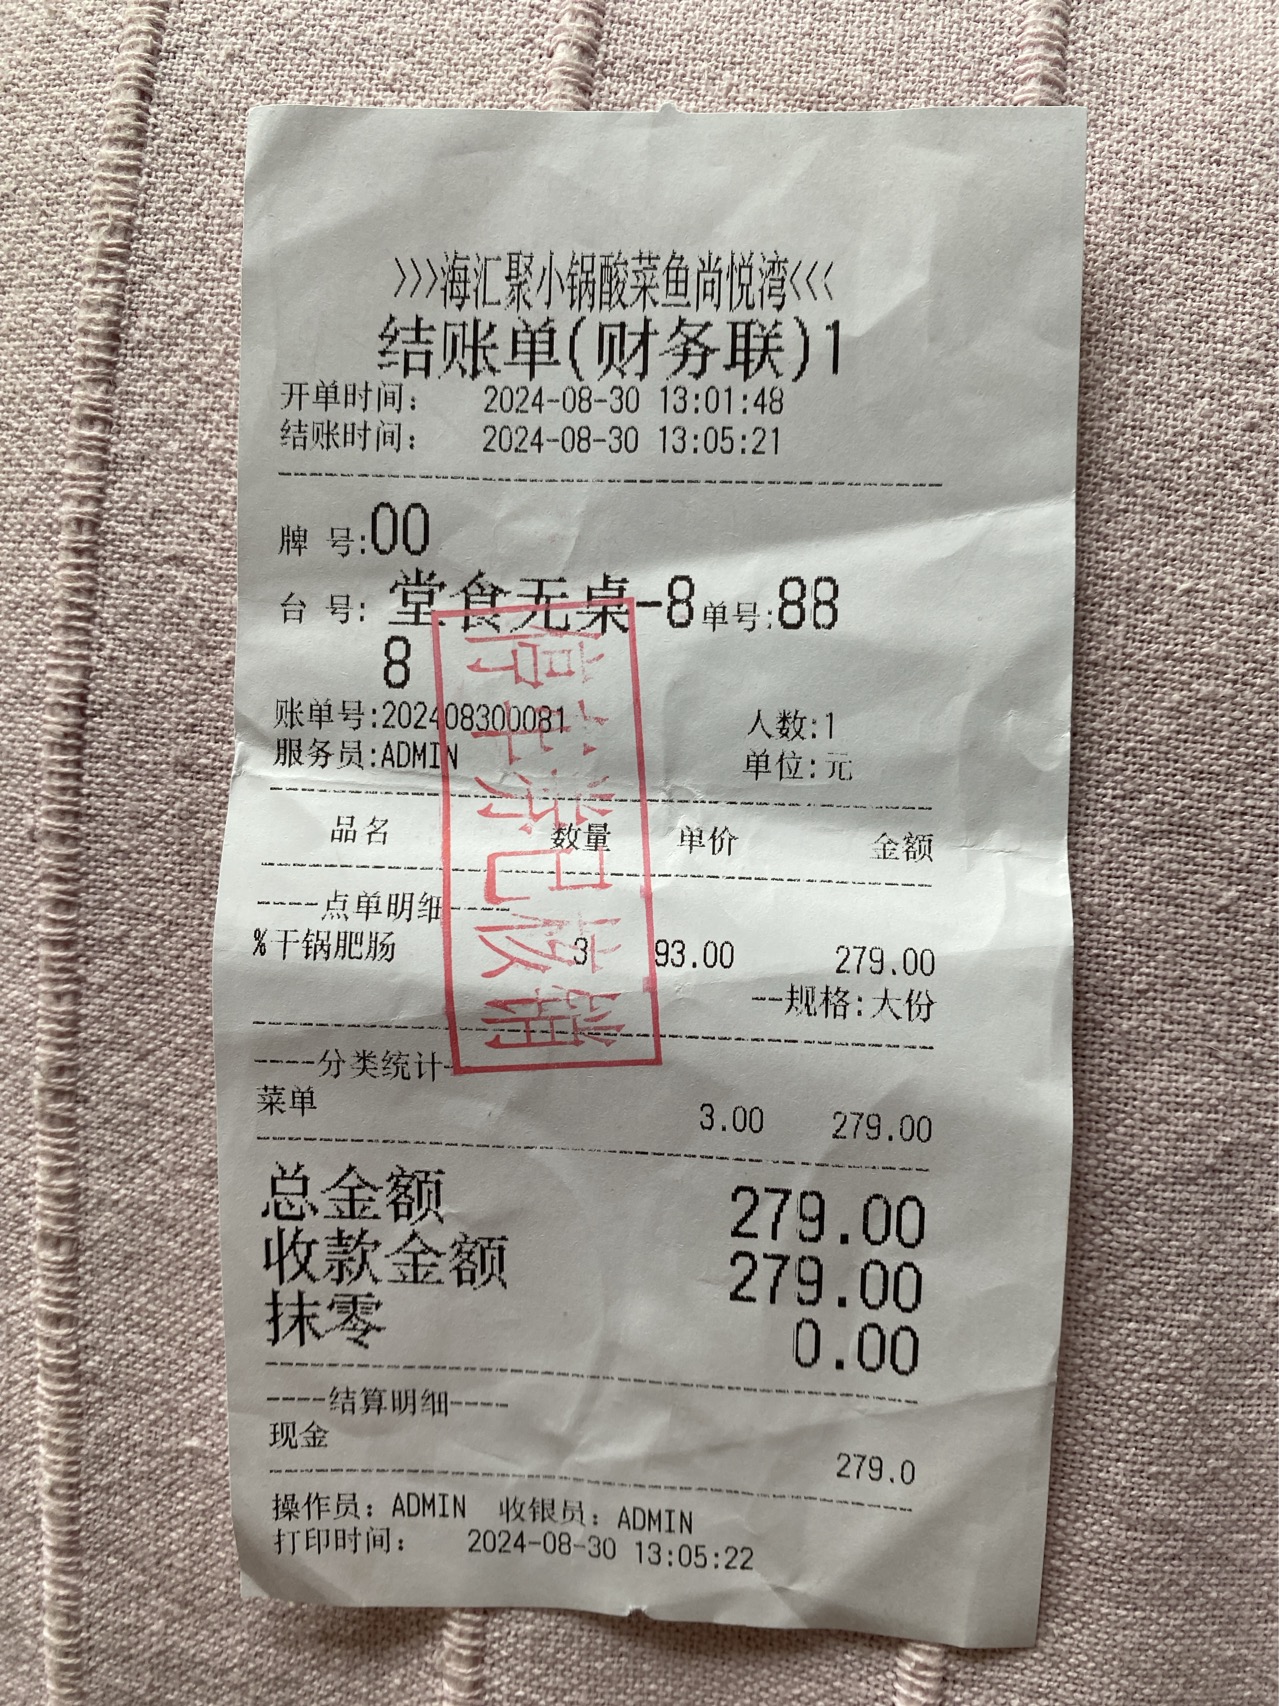 >>>海汇聚小锅酸菜鱼尚悦湾<<<
结账单(财务联)1
开单时间： 2024-08-30 13:01:48
结账时间： 2024-08-30 13:05:21
牌 号:00
台 号: 堂食无桌-8 单号:88
8
账单号:202408300081 人数:1
服务员:ADMIN 单位:元
品名 数量 单价 金额
----点单明细----
%干锅肥肠 3 93.00 279.00
--规格:大份
----分类统计-
菜单 3.00 279.00
总金额 279.00
收款金额 279.00
抹零 0.00
----结算明细----
现金 279.0
操作员：ADMIN 收银员：ADMIN
打印时间： 2024-08-30 13:05:22